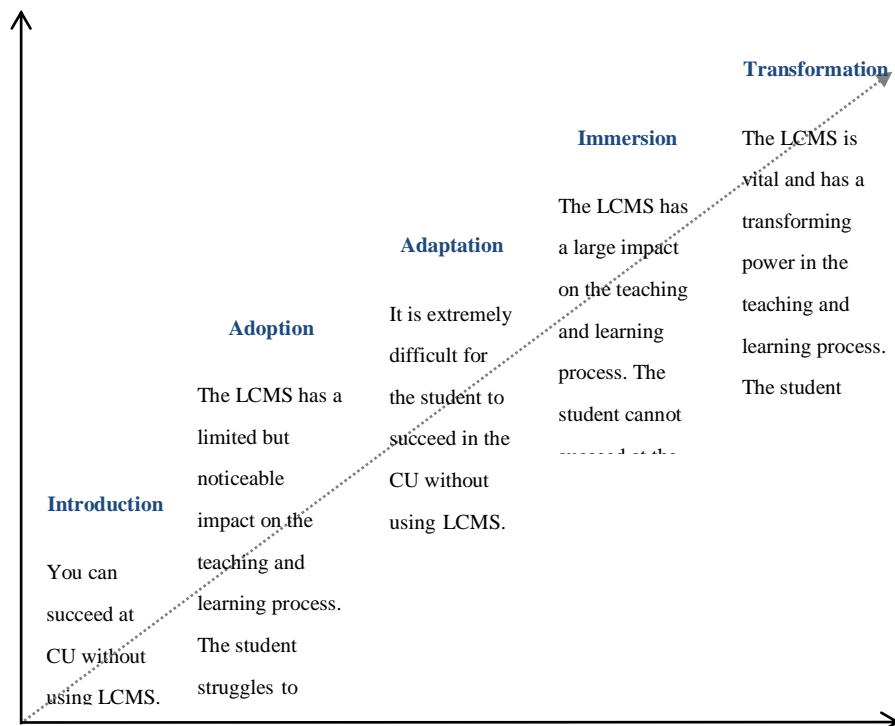 Transformation
The LCMS is
vital and has a
transforming
power in the
teaching and
learning process.
The student
Immersion
The LCMS has
a large impact
on the teaching
and learning
process. The
student cannot
succeed at the
Adaptation
It is extremely
difficult for
the student to
succeed in the
CU without
using LCMS.
Adoption
The LCMS has a
limited but
noticeable
impact on the
teaching and
learning process.
The student
struggles to
Introduction
You can
succeed at
CU without
using LCMS.